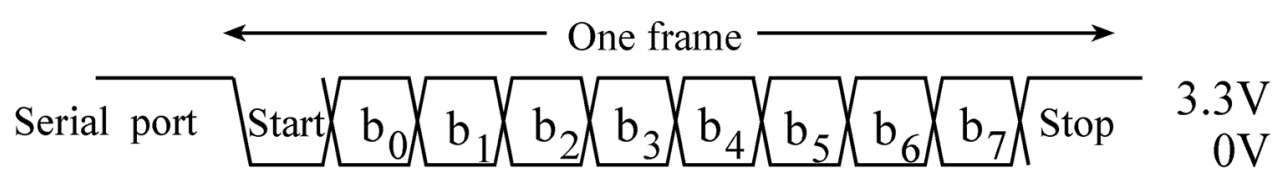 One frame
Serial port Start b0 b1 b2 b3 b4 b5 b6 b7 Stop 3.3V
0V